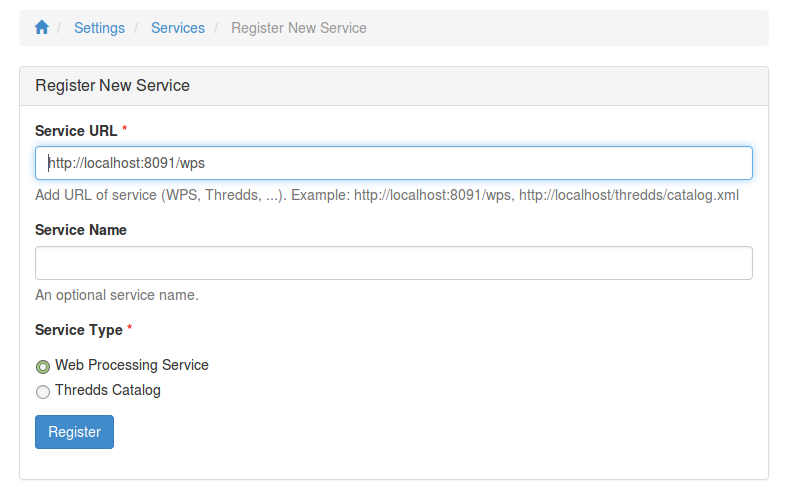 / Settings / Services / Register New Service
Register New Service
Service URL *
http://localhost:8091/wps
Add URL of service (WPS, Thredds, ...). Example: http://localhost:8091/wps, http://localhost/thredds/catalog.xml
Service Name
An optional service name.
Service Type *
Web Processing Service
Thredds Catalog
Register